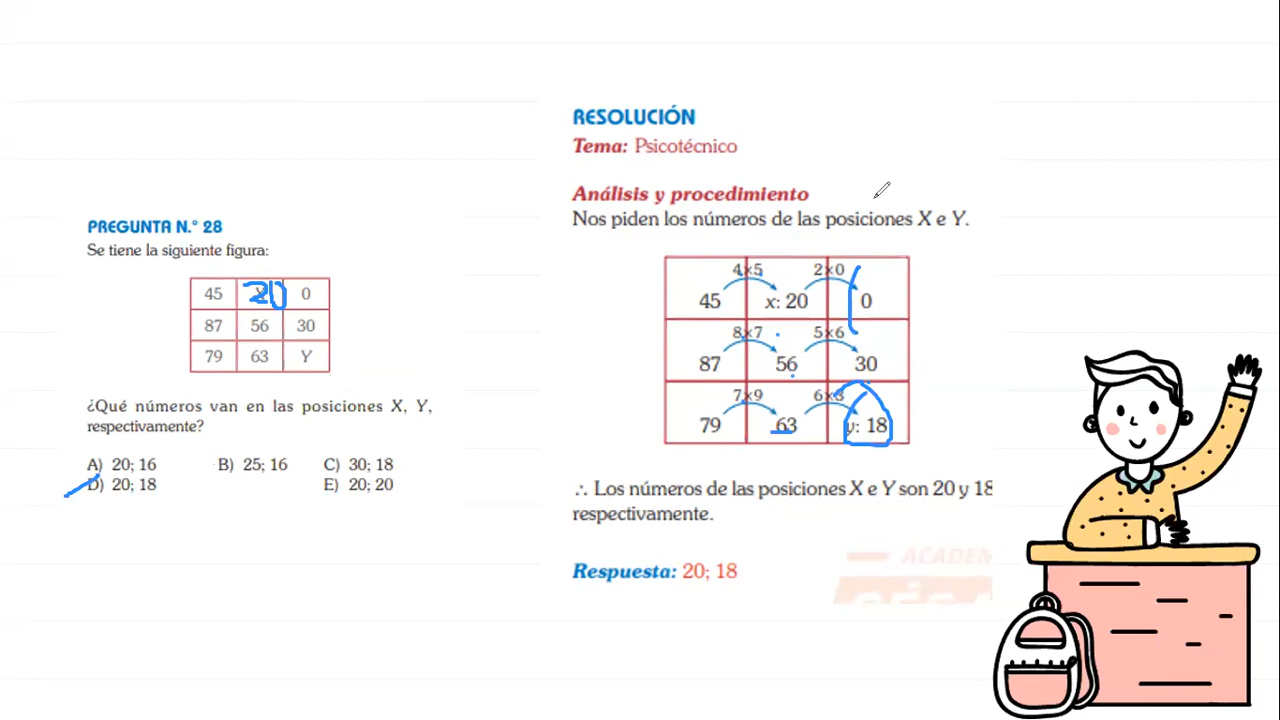 PREGUNTA N.° 28
Se tiene la siguiente figura:
45 20 0
87 56 30
79 63 Y
¿Qué números van en las posiciones X, Y,
respectivamente?
A) 20; 16 B) 25; 16 C) 30; 18
D) 20; 18 E) 20; 20
RESOLUCIÓN
Tema: Psicotécnico
Análisis y procedimiento
Nos piden los números de las posiciones X e Y.
4×5 2×0
45 x: 20 0
8×7 5×6
87 56 30
7×9 6×3
79 63 y: 18
∴ Los números de las posiciones X e Y son 20 y 18
respectivamente.
ACADEM
Respuesta: 20; 18